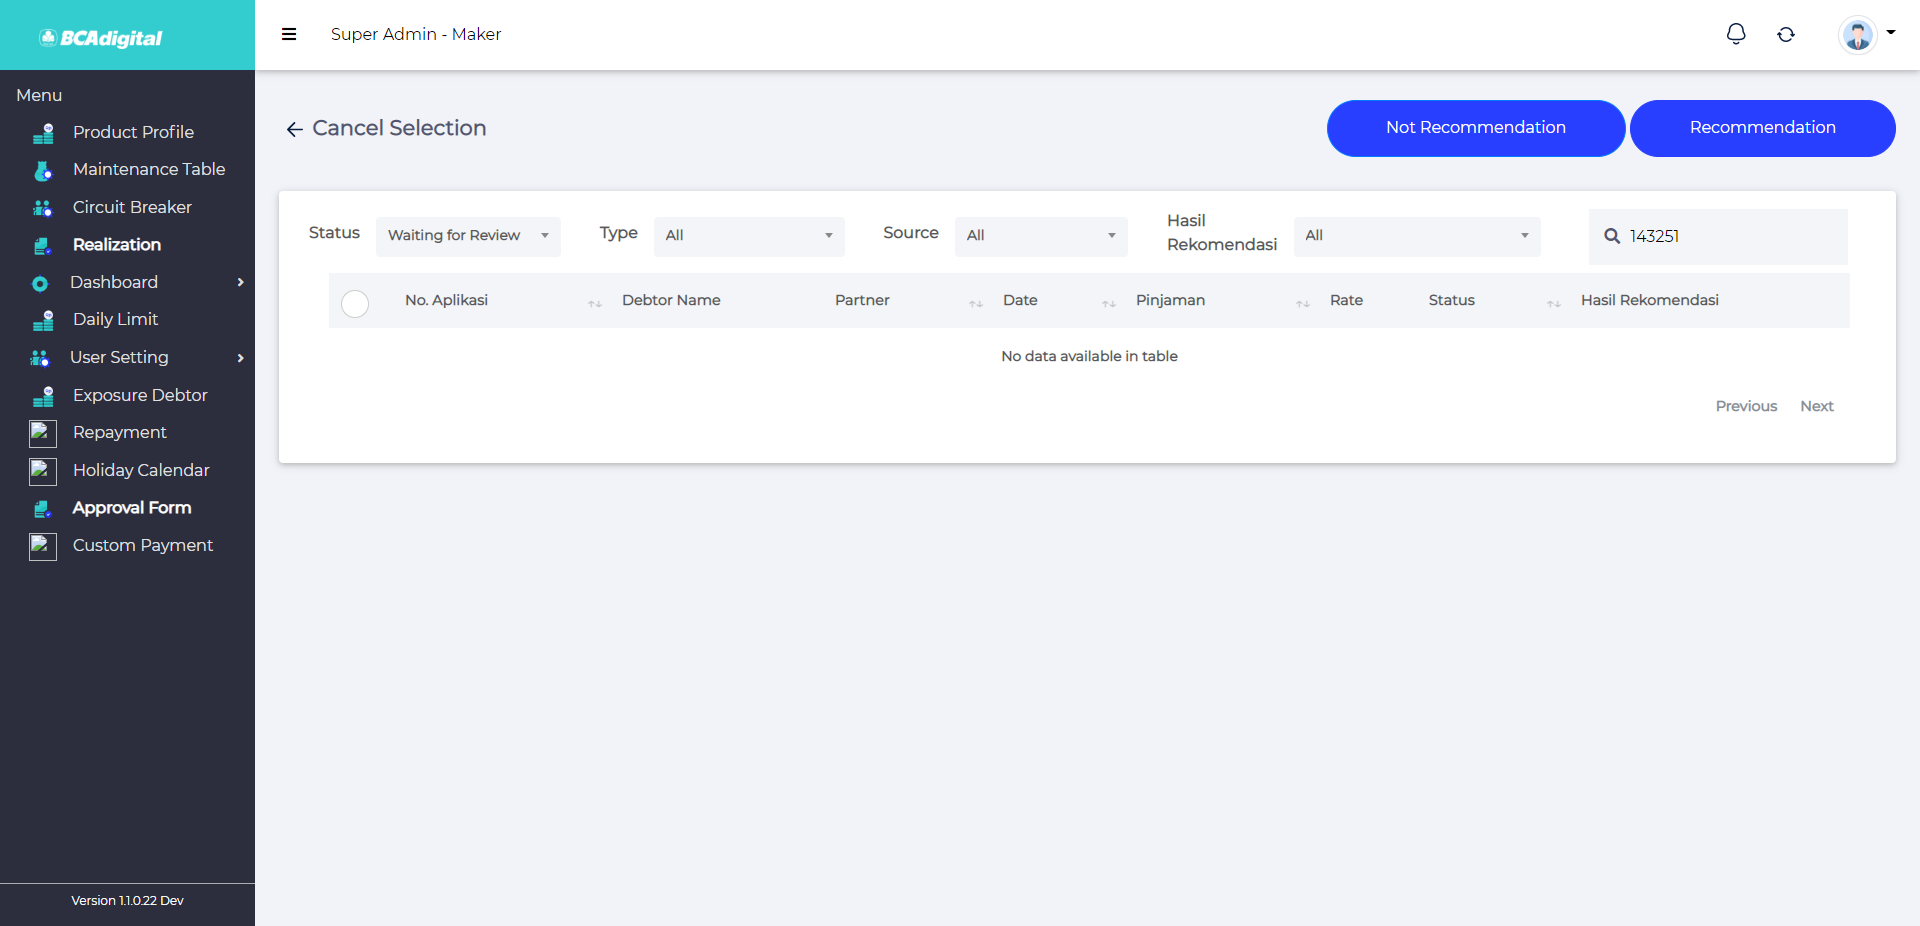 BCAdigital
Super Admin - Maker
Menu
Product Profile
Maintenance Table
Circuit Breaker
Realization
Dashboard
Daily Limit
User Setting
Exposure Debtor
Repayment
Holiday Calendar
Approval Form
Custom Payment
Version 1.1.0.22 Dev
Cancel Selection
Not Recommendation
Recommendation
Status
Waiting for Review
Type
All
Source
All
Hasil
Rekomendasi
All
143251
No. Aplikasi Debtor Name Partner Date Pinjaman Rate Status Hasil Rekomendasi
No data available in table
Previous Next